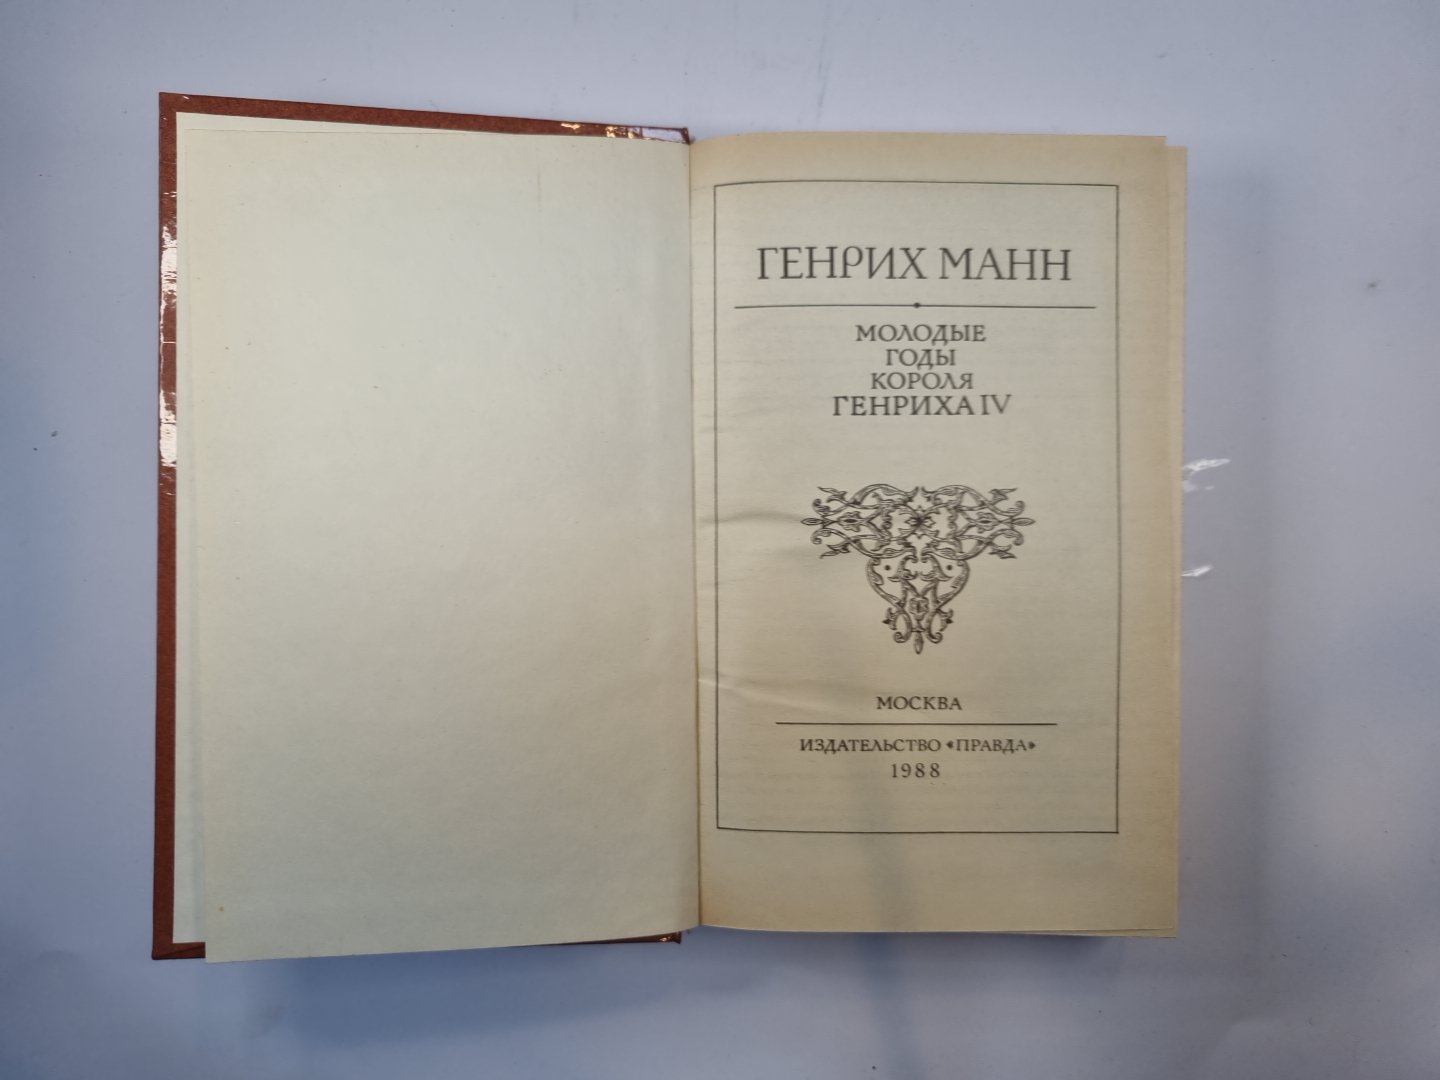 ГЕНРИХ МАНН
МОЛОДЫЕ
ГОДЫ
КОРОЛЯ
ГЕНРИХА IV
МОСКВА
ИЗДАТЕЛЬСТВО «ПРАВДА»
1988